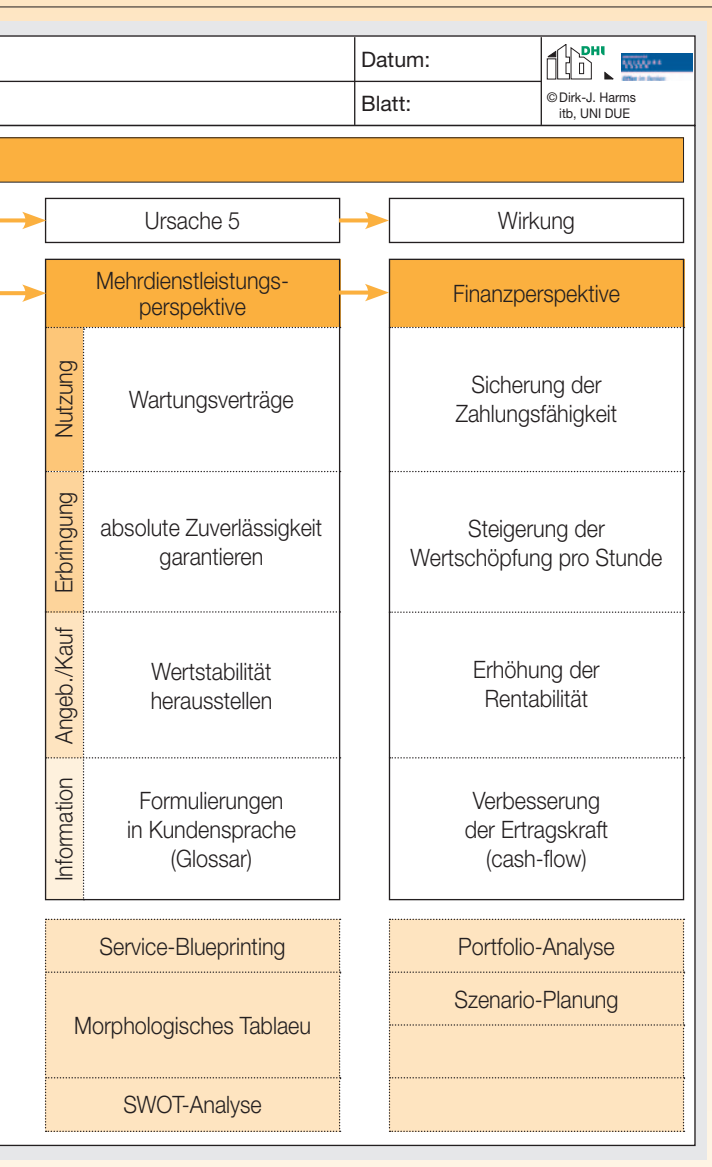 Datum:
DHI
Blatt:
© Dirk-J. Harms
itb, UNI DUE
Ursache 5
Wirkung
Mehrdienstleistungs-
perspektive
Finanzperspektive
Nutzung
Wartungsverträge
Sicherung der
Zahlungsfähigkeit
Erbringung
absolute Zuverlässigkeit
garantieren
Steigerung der
Wertschöpfung pro Stunde
Angeb./Kauf
Wertstabilität
herausstellen
Erhöhung der
Rentabilität
Information
Formulierungen
in Kundensprache
(Glossar)
Verbesserung
der Ertragskraft
(cash-flow)
Service-Blueprinting
Portfolio-Analyse
Szenario-Planung
Morphologisches Tablaeu
SWOT-Analyse